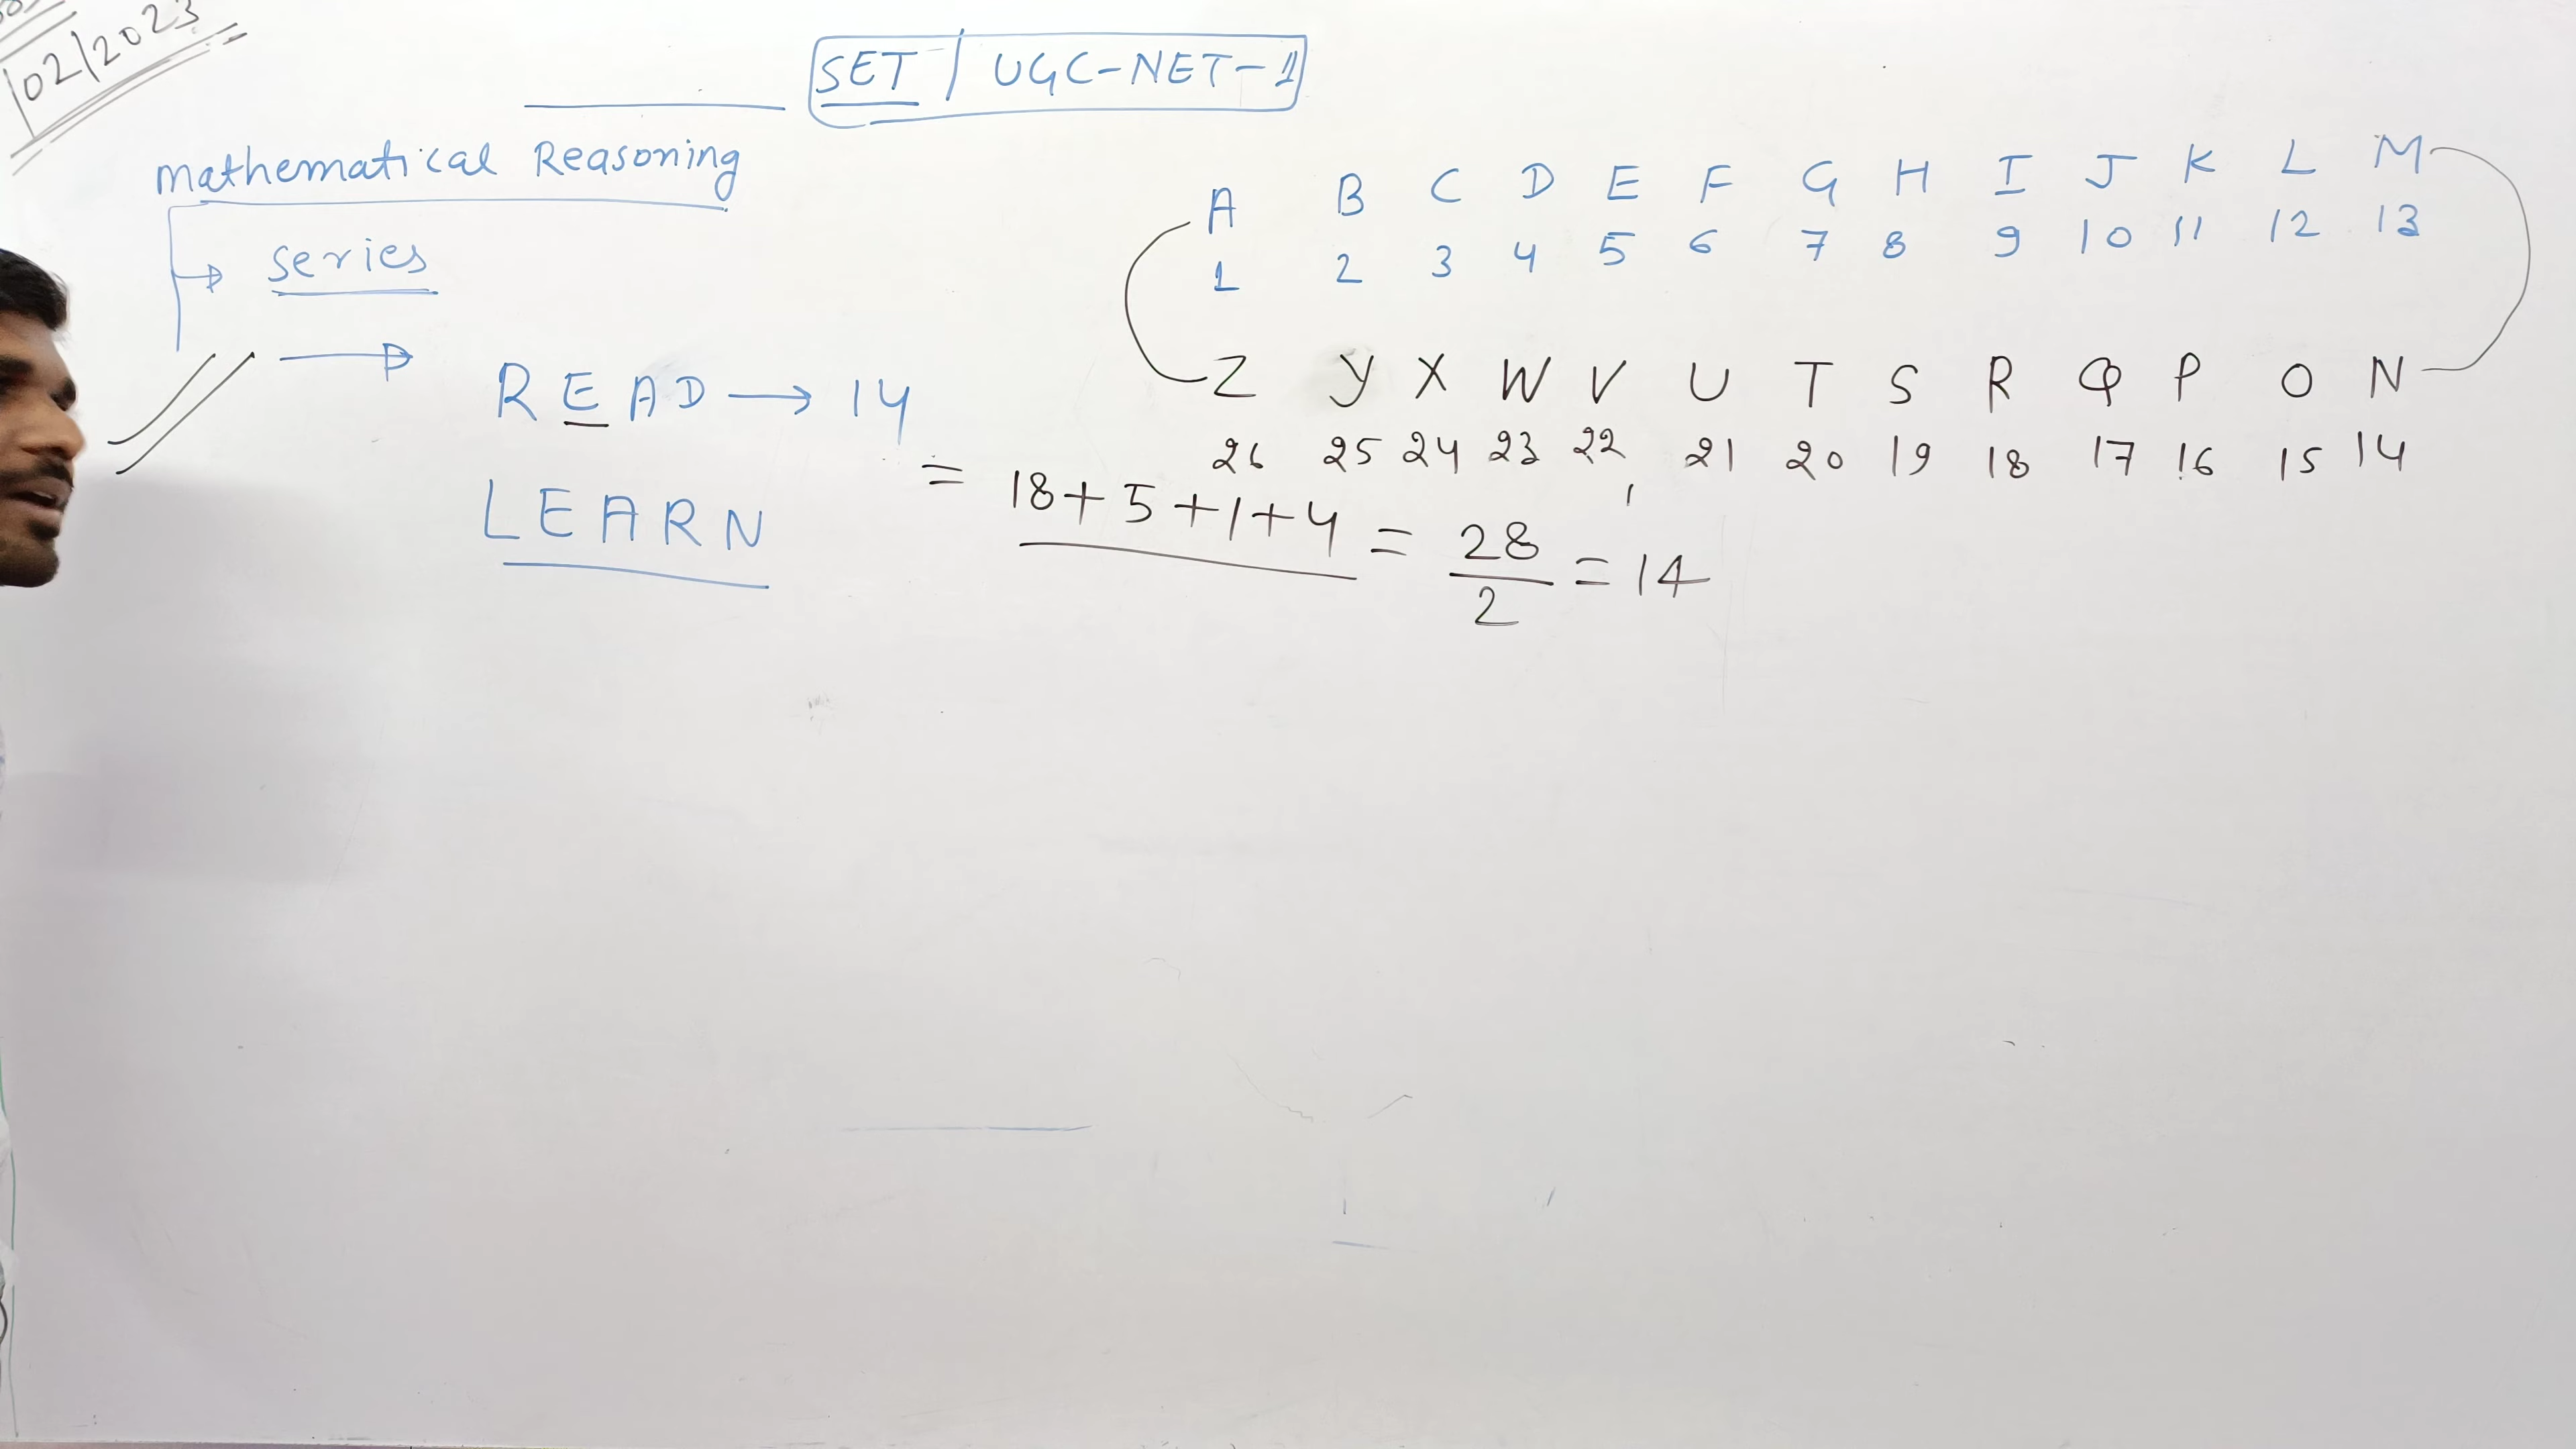 /02/2023
SET / UGC-NET-1
Mathematical Reasoning
series
A B C D E F G H I J K L M
1 2 3 4 5 6 7 8 9 10 11 12 13
Z Y X W V U T S R Q P O N
26 25 24 23 22 21 20 19 18 17 16 15 14
READ → 14
= 18+5+1+4 = 28/2 = 14
LEARN